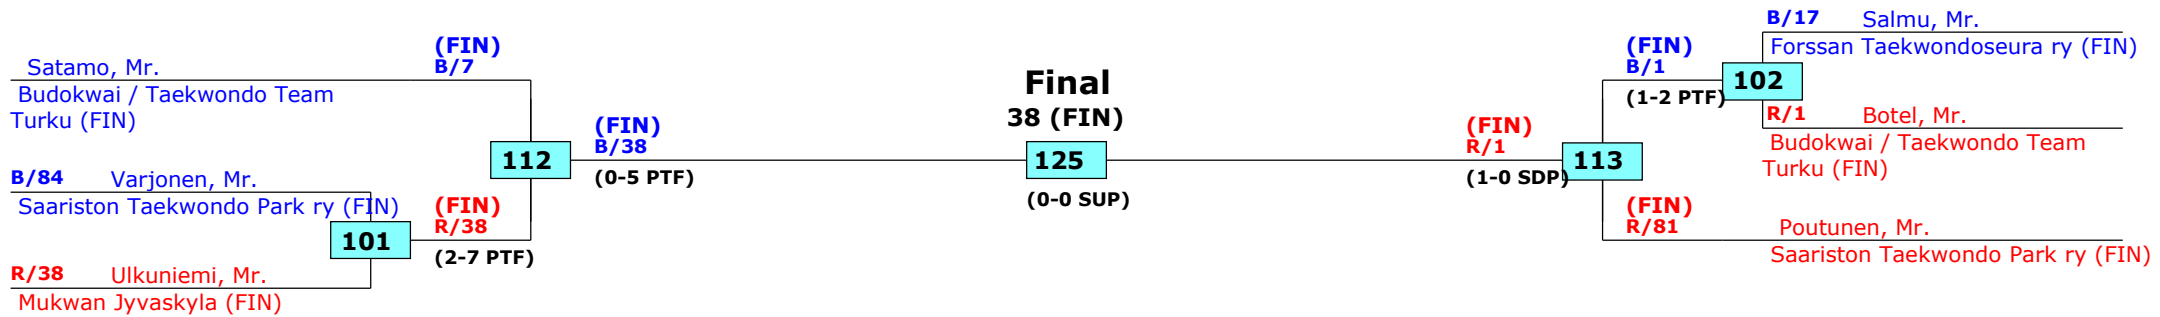 Satamo, Mr.
Budokwai / Taekwondo Team
Turku (FIN)
(FIN)
B/7
B/84 Varjonen, Mr.
Saariston Taekwondo Park ry (FIN)
101
R/38 Ulkuniemi, Mr.
Mukwan Jyvaskyla (FIN)
(FIN)
R/38
(2-7 PTF)
112
(FIN)
B/38
(0-5 PTF)
Final
38 (FIN)
125
(0-0 SUP)
(FIN)
R/1
(1-0 SDP)
113
(FIN)
B/1
(1-2 PTF)
102
B/17 Salmu, Mr.
Forssan Taekwondoseura ry (FIN)
R/1 Botel, Mr.
Budokwai / Taekwondo Team
Turku (FIN)
(FIN)
R/81
Poutunen, Mr.
Saariston Taekwondo Park ry (FIN)